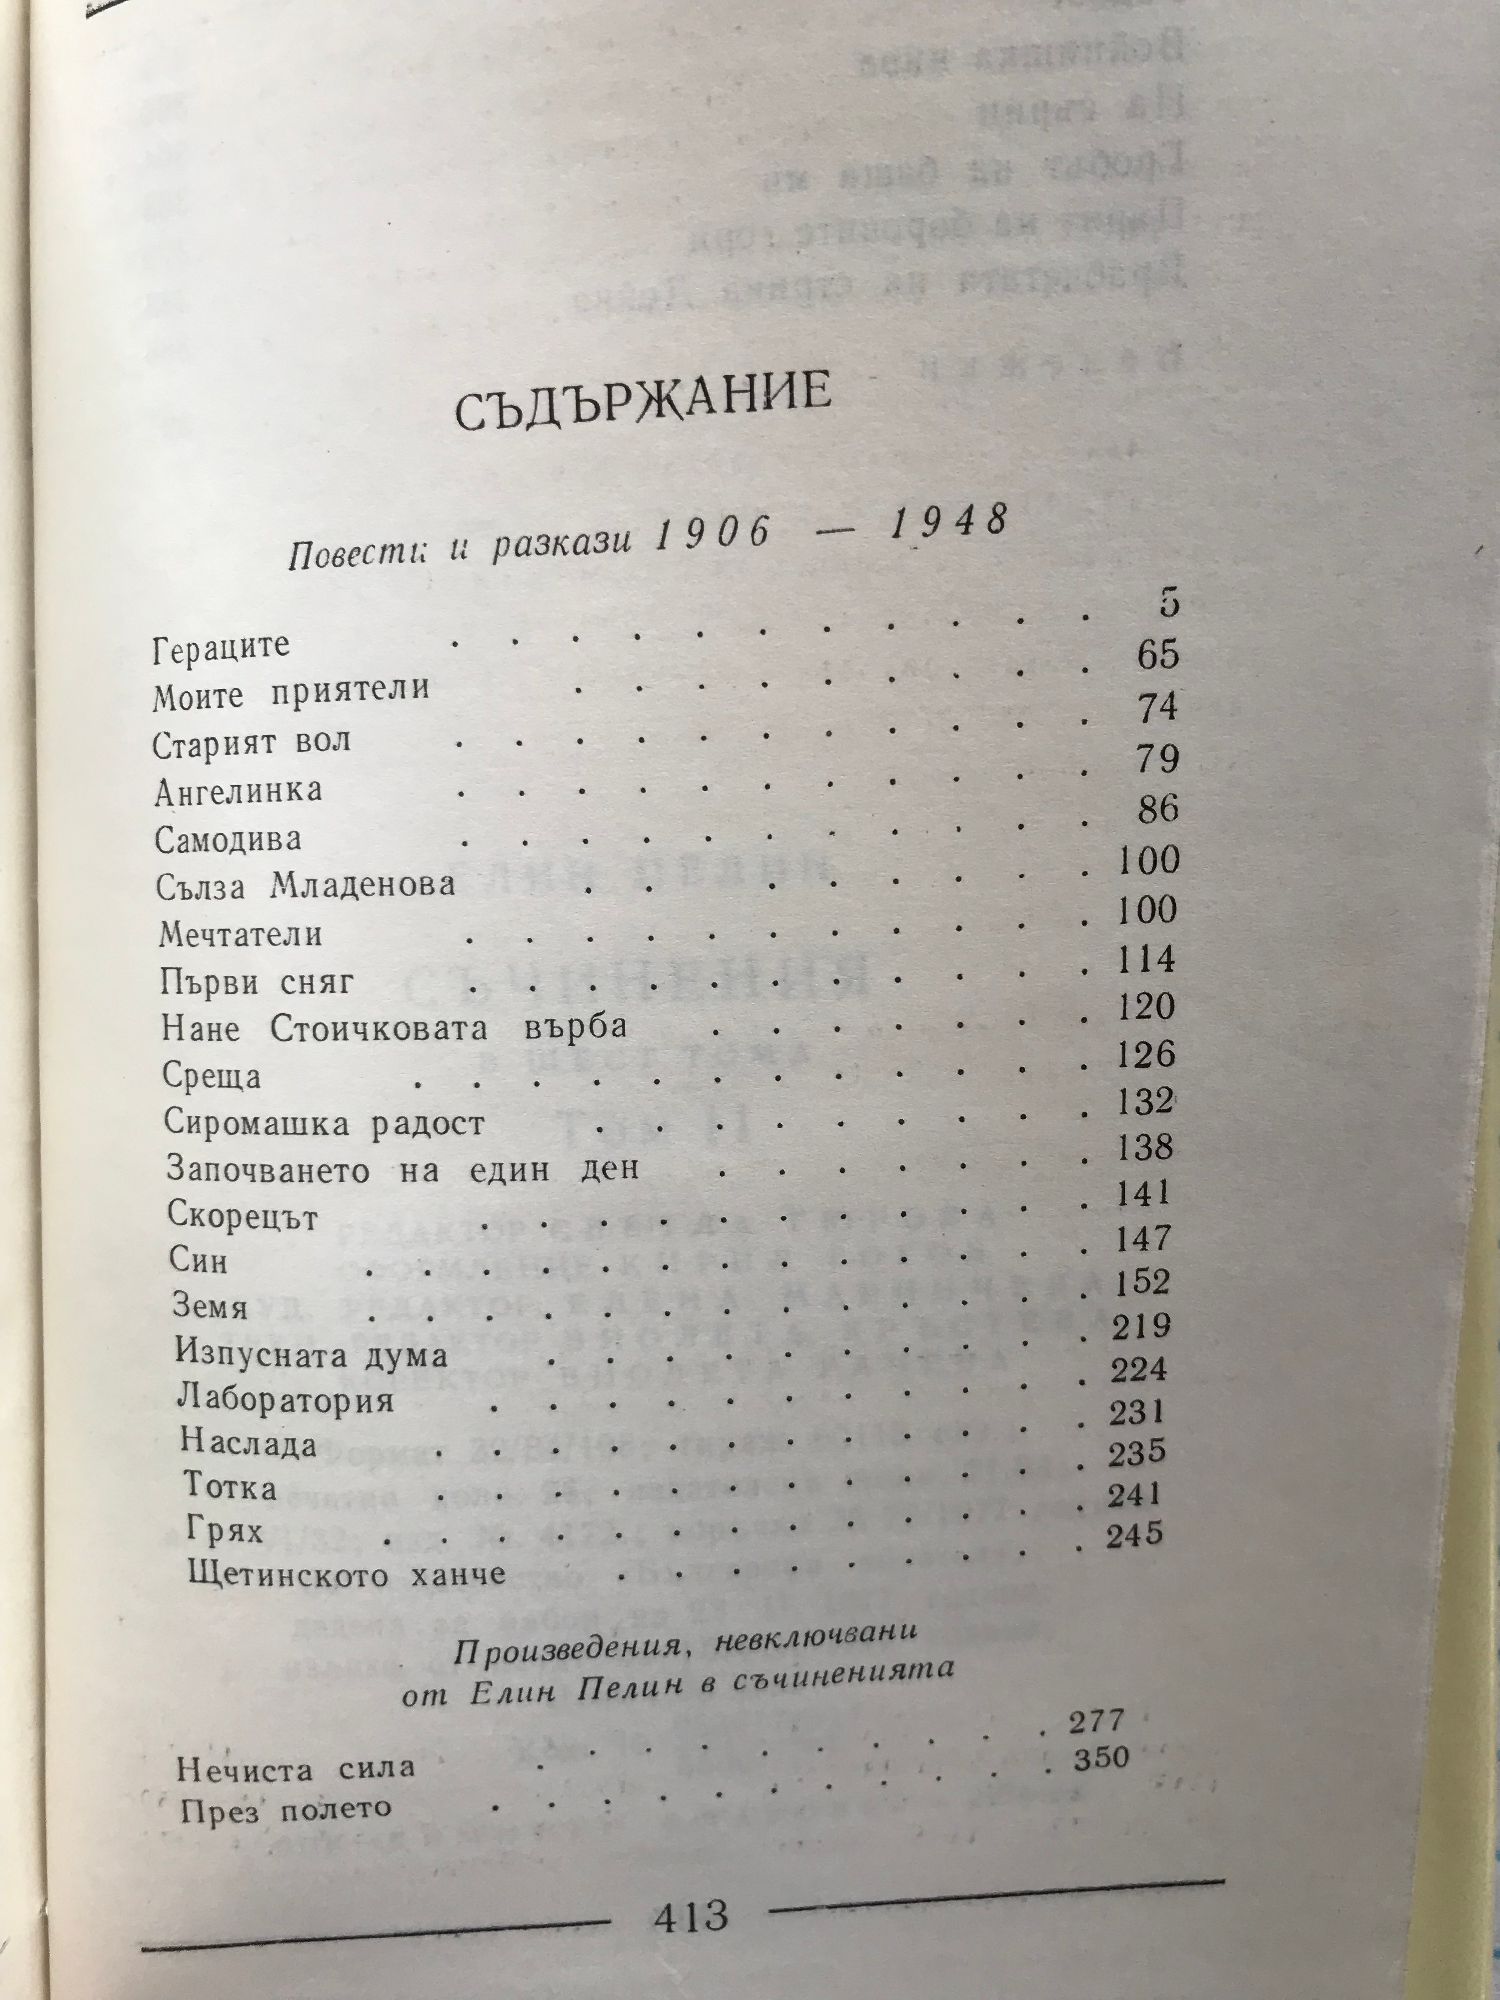 СЪДЪРЖАНИЕ
Повести и разкази 1906 — 1948
Гераците . . . . . . . . . . . 5
Моите приятели . . . . . . . . . 65
Старият вол . . . . . . . . . . . 74
Ангелинка . . . . . . . . . . . 79
Самодива . . . . . . . . . . . 86
Сълза Младенова . . . . . . . . 100
Мечтатели . . . . . . . . . . . 100
Първи сняг . . . . . . . . . . . 114
Нане Стоичковата върба . . . . . . . 120
Среща . . . . . . . . . . . . 126
Сиромашка радост . . . . . . . . . 132
Започването на един ден . . . . . . . 138
Скорецът . . . . . . . . . . . 141
Син . . . . . . . . . . . . . 147
Земя . . . . . . . . . . . . . 152
Изпусната дума . . . . . . . . . . 219
Лаборатория . . . . . . . . . . . 224
Наслада . . . . . . . . . . . . 231
Тотка . . . . . . . . . . . . 235
Грях . . . . . . . . . . . . . 241
Щетинското ханче . . . . . . . . . 245
Произведения, невключвани
от Елин Пелин в съчиненията
Нечиста сила . . . . . . . . . . 277
През полето . . . . . . . . . . . 350
413